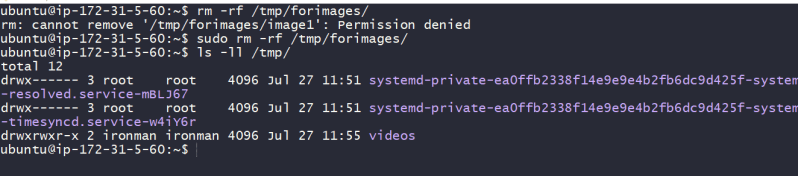 ubuntu@ip-172-31-5-60:~$ rm -rf /tmp/forimages/
rm: cannot remove '/tmp/forimages/image1': Permission denied
ubuntu@ip-172-31-5-60:~$ sudo rm -rf /tmp/forimages/
ubuntu@ip-172-31-5-60:~$ ls -ll /tmp/
total 12
drwx------ 3 root    root    4096 Jul 27 11:51 systemd-private-ea0ffb2338f14e9e9e4b2fb6dc9d425f-system
-resolved.service-mBLJ67
drwx------ 3 root    root    4096 Jul 27 11:51 systemd-private-ea0ffb2338f14e9e9e4b2fb6dc9d425f-system
-timesyncd.service-w4iY6r
drwxrwxr-x 2 ironman ironman 4096 Jul 27 11:55 videos
ubuntu@ip-172-31-5-60:~$